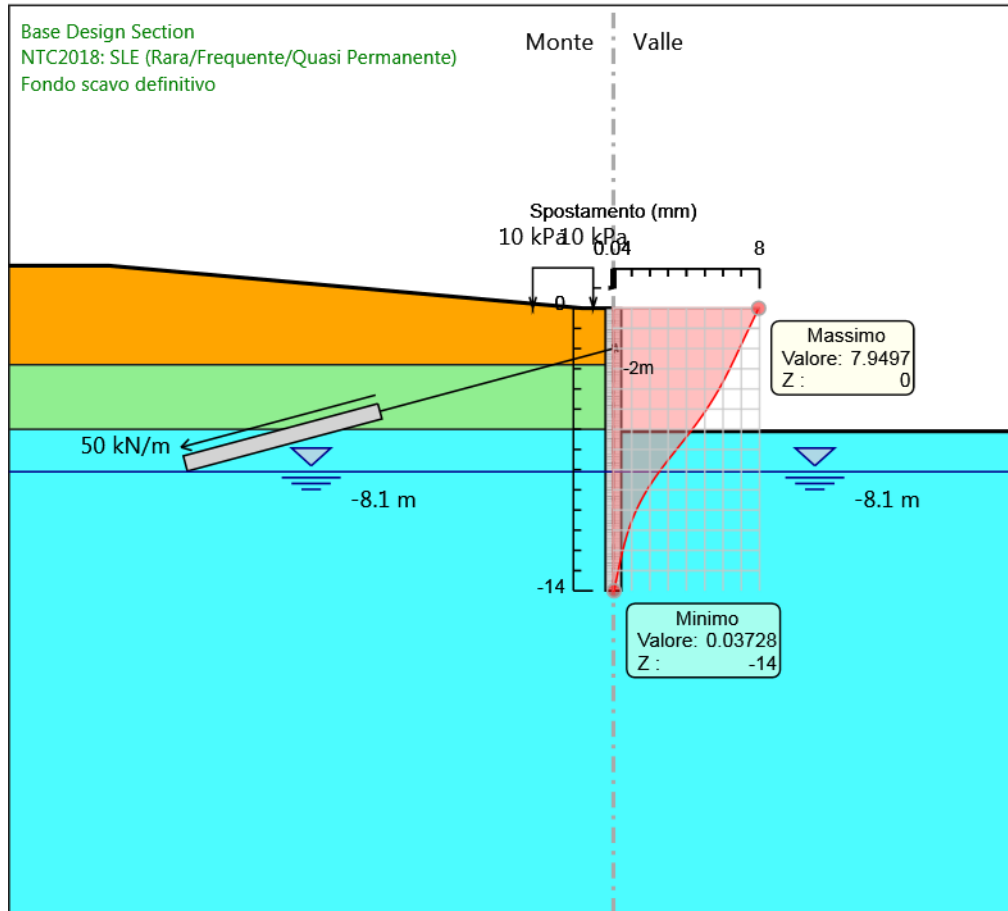 Base Design Section
NTC2018: SLE (Rara/Frequente/Quasi Permanente)
Fondo scavo definitivo
Monte
Valle
Spostamento (mm)
10 kPa
10 kPa
0.04
8
0
Massimo
Valore: 7.9497
Z : 0
-2m
50 kN/m
-8.1 m
-8.1 m
-14
Minimo
Valore: 0.03728
Z : -14